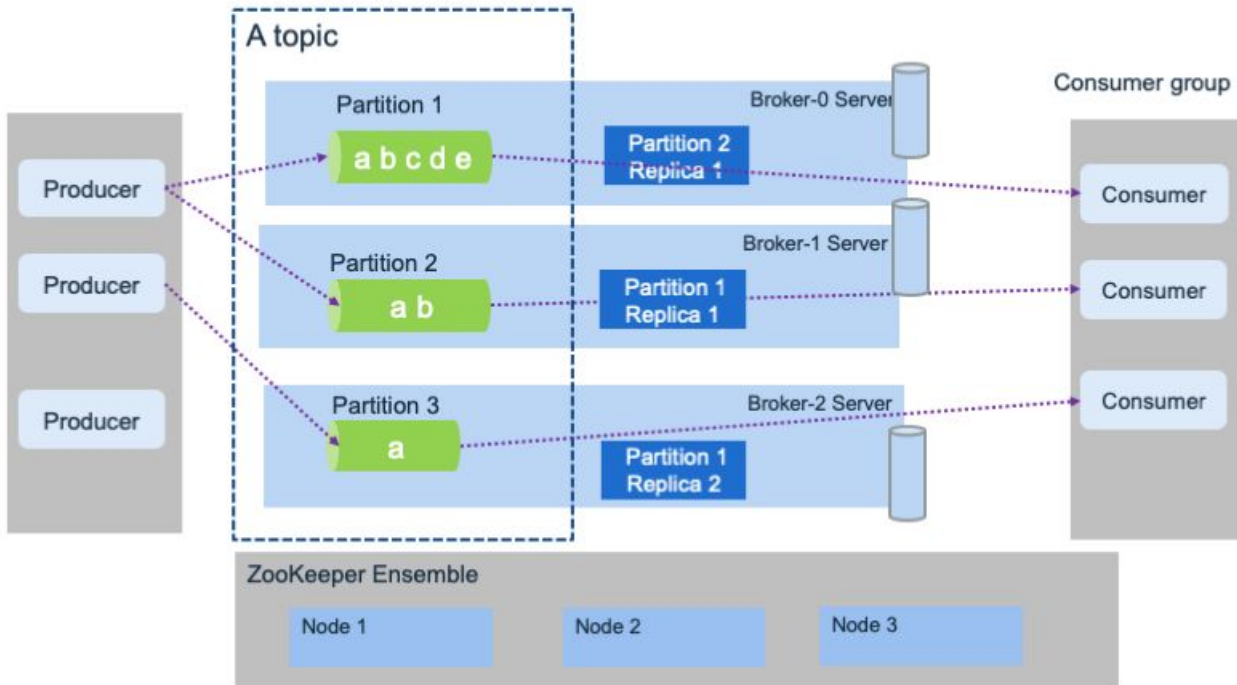 A topic
Partition 1
Broker-0 Server
Consumer group
a b c d e
Partition 2
Replica 1
Producer
Consumer
Broker-1 Server
Partition 2
Producer
Consumer
a b
Partition 1
Replica 1
Partition 3
Broker-2 Server
Producer
Consumer
a
Partition 1
Replica 2
ZooKeeper Ensemble
Node 1
Node 2
Node 3